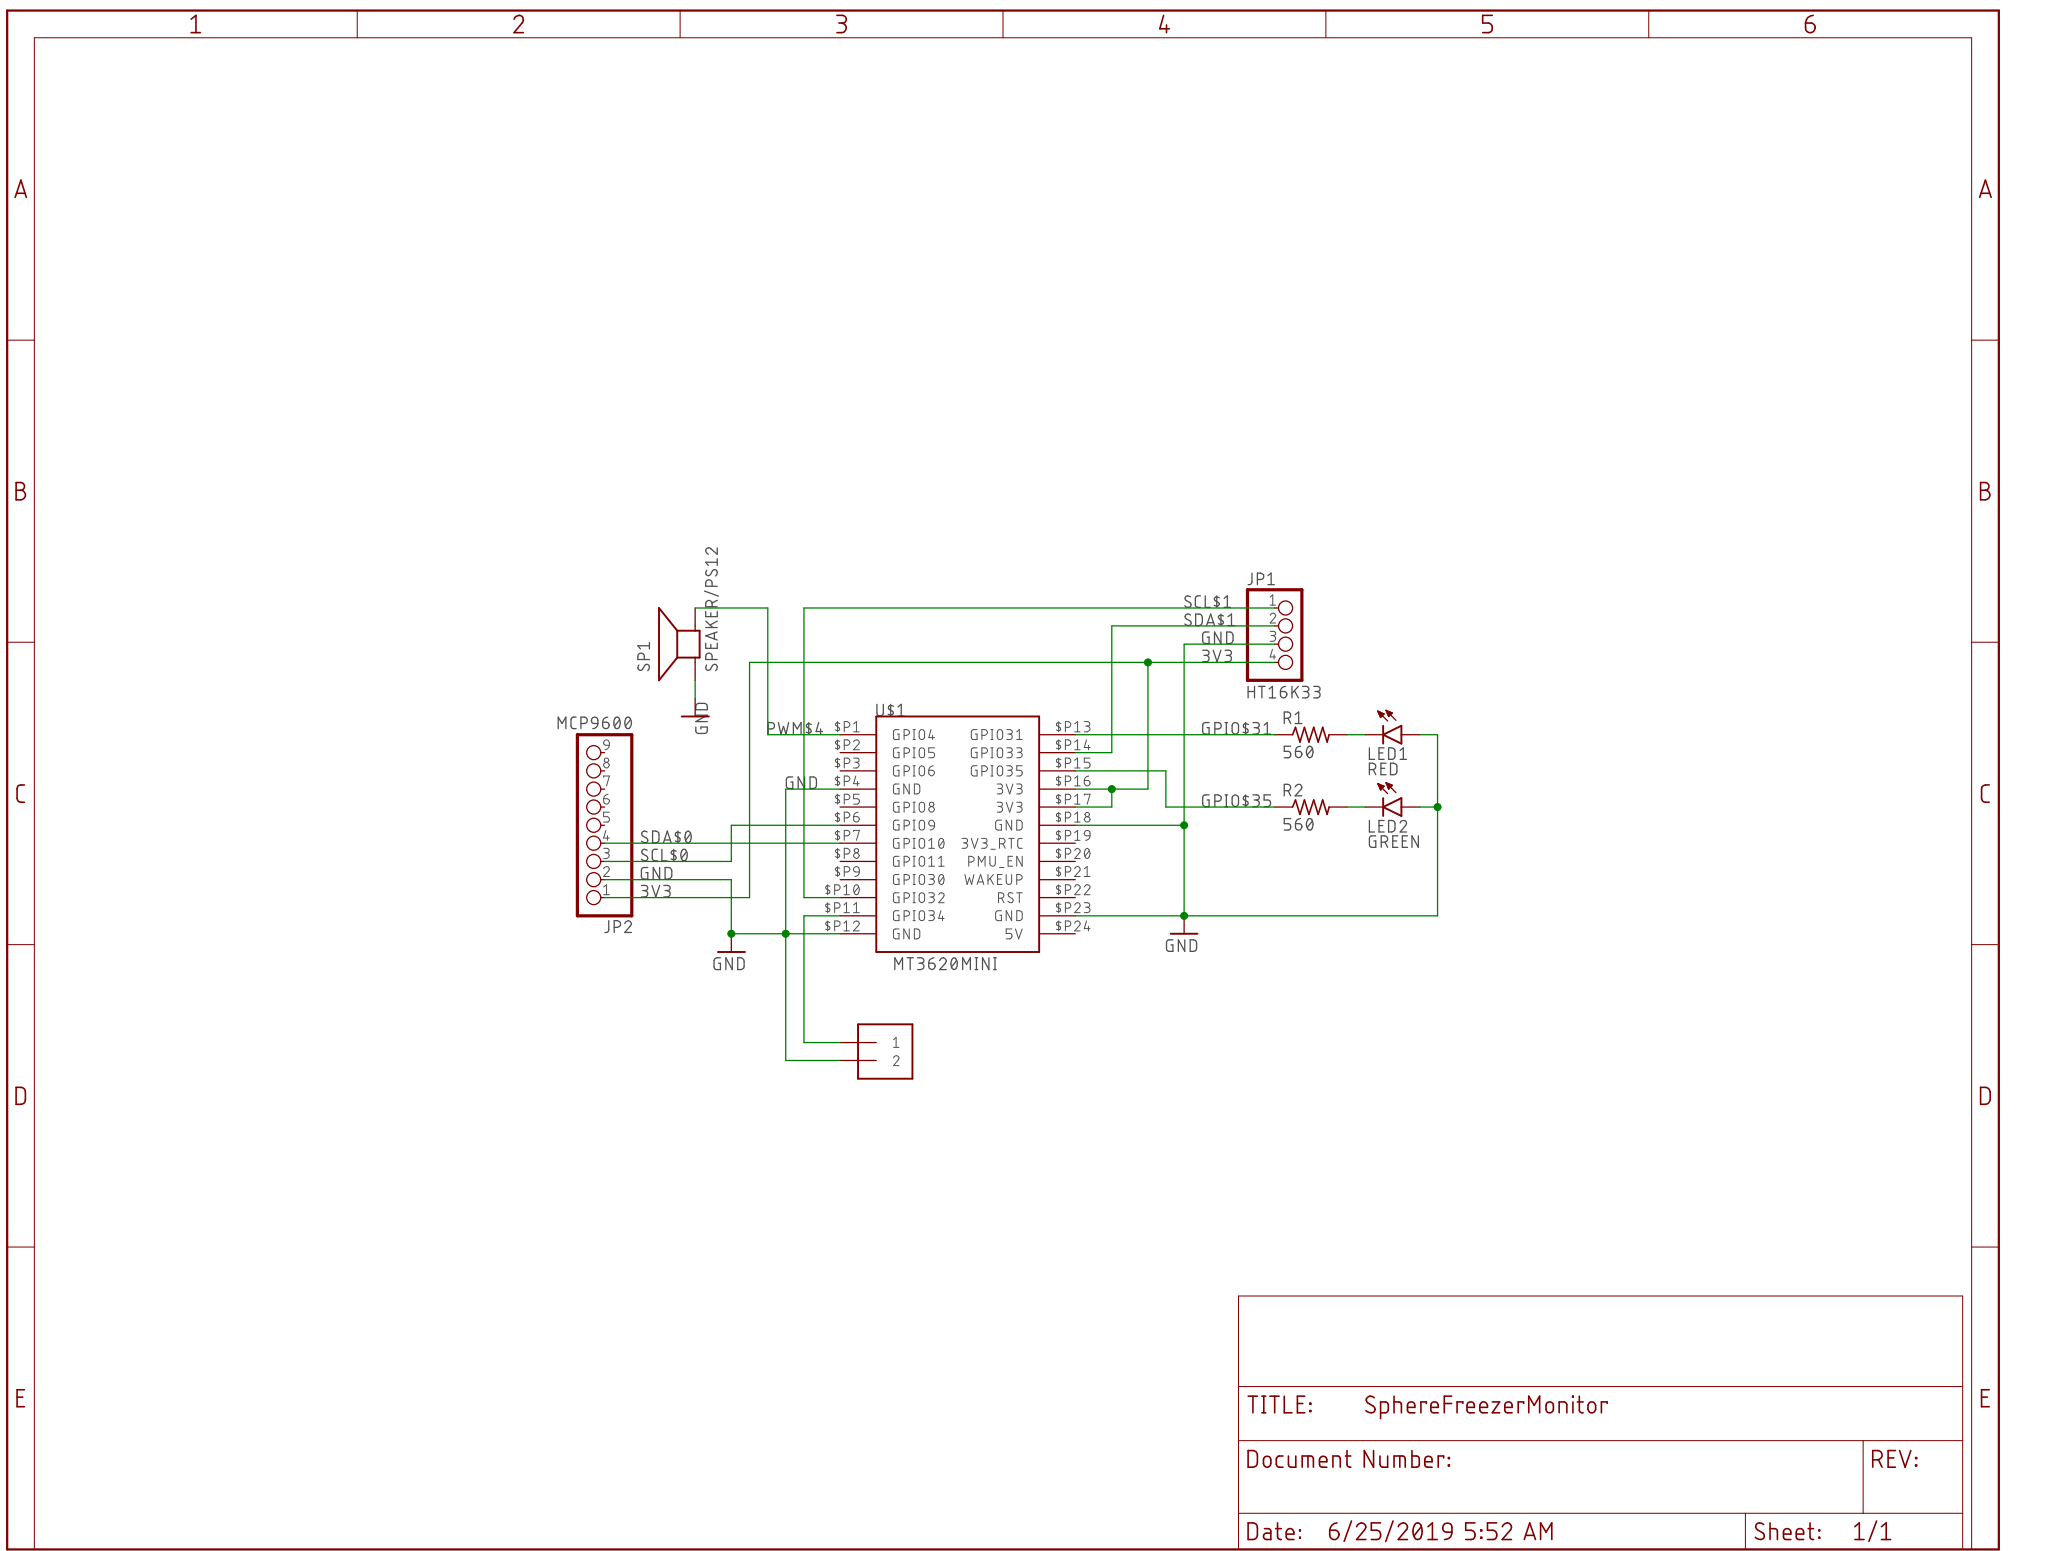 1 2 3 4 5 6
A A
B B
C C
D D
E E
SP1
SPEAKER/PS12
GND
JP1
SCL$1 1
SDA$1 2
GND 3
3V3 4
HT16K33
MCP9600
9
8
7
6
5
SDA$0 4
SCL$0 3
GND 2
3V3 1
JP2
GND
U$1
PWM$4 $P1 GPIO4 GPIO31 $P13 GPIO$31
$P2 GPIO5 GPIO33 $P14
$P3 GPIO6 GPIO35 $P15
GND $P4 GND 3V3 $P16
$P5 GPIO8 3V3 $P17 GPIO$35
$P6 GPIO9 GND $P18
$P7 GPIO10 3V3_RTC $P19
$P8 GPIO11 PMU_EN $P20
$P9 GPIO30 WAKEUP $P21
$P10 GPIO32 RST $P22
$P11 GPIO34 GND $P23
$P12 GND 5V $P24
MT3620MINI
GND
R1
560
LED1
RED
R2
560
LED2
GREEN
1
2
TITLE: SphereFreezerMonitor
Document Number:
REV:
Date: 6/25/2019 5:52 AM
Sheet: 1/1